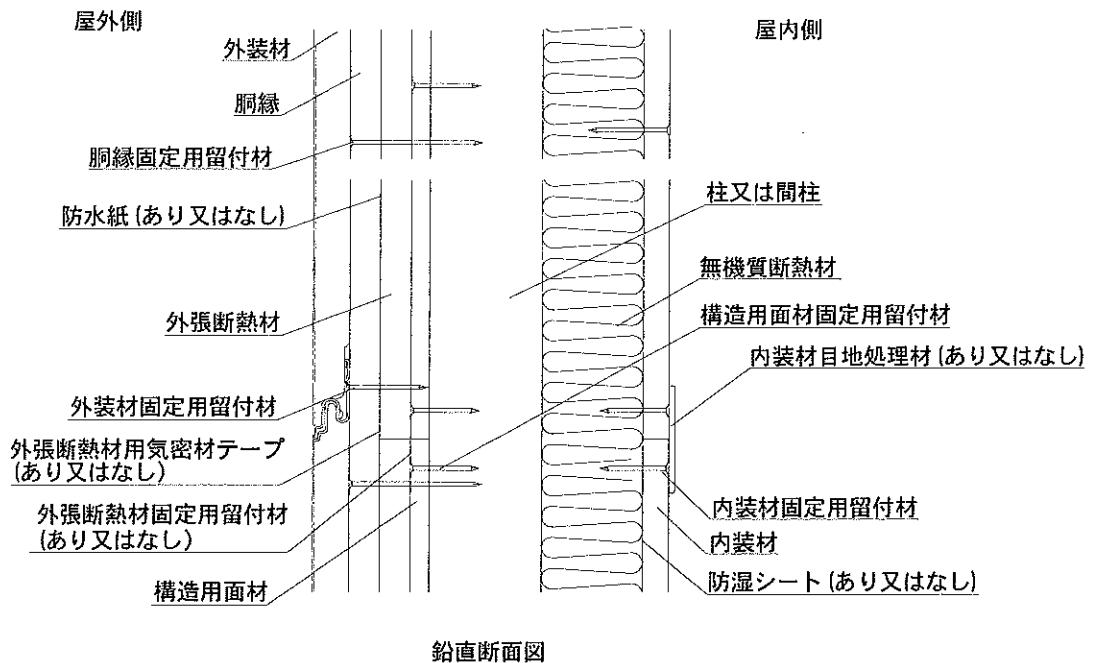 屋外側
屋内側
外装材
胴縁
胴縁固定用留付材
防水紙(あり又はなし)
外張断熱材
外装材固定用留付材
外張断熱材用気密材テープ
(あり又はなし)
外張断熱材固定用留付材
(あり又はなし)
構造用面材
柱又は間柱
無機質断熱材
構造用面材固定用留付材
内装材目地処理材(あり又はなし)
内装材固定用留付材
内装材
防湿シート(あり又はなし)
鉛直断面図